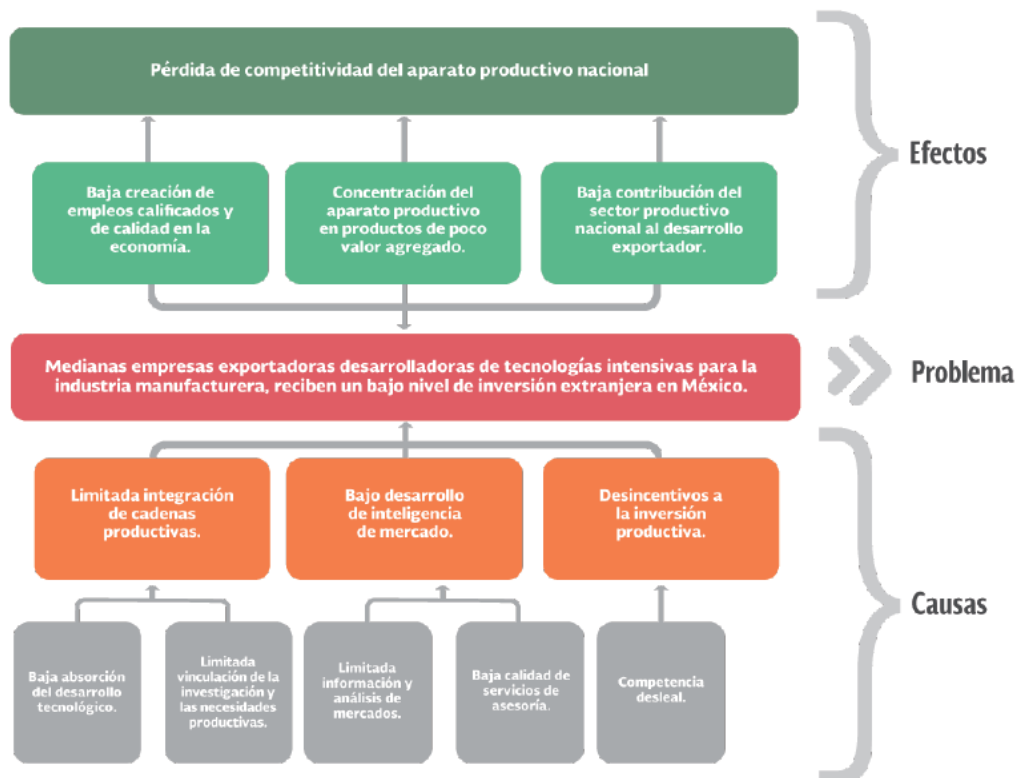 Pérdida de competitividad del aparato productivo nacional
Baja creación de
empleos calificados y
de calidad en la
economía.
Concentración del
aparato productivo
en productos de poco
valor agregado.
Baja contribución del
sector productivo
nacional al desarrollo
exportador.
Efectos
Medianas empresas exportadoras desarrolladoras de tecnologías intensivas para la
industria manufacturera, reciben un bajo nivel de inversión extranjera en México.
Problema
Limitada integración
de cadenas
productivas.
Bajo desarrollo
de inteligencia
de mercado.
Desincentivos a
la inversión
productiva.
Causas
Baja absorción
del desarrollo
tecnológico.
Limitada
vinculación de la
investigación y
las necesidades
productivas.
Limitada
información y
análisis de
mercados.
Baja calidad de
servicios de
asesoría.
Competencia
desleal.